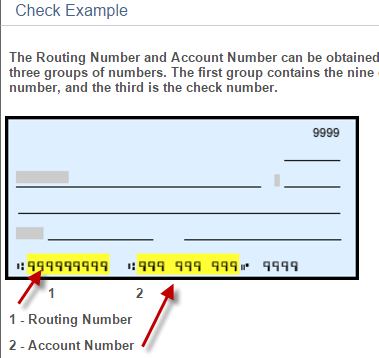 Check Example
The Routing Number and Account Number can be obtained
three groups of numbers. The first group contains the nine
number, and the third is the check number.
9999
⑆999999999 ⑆999 999 999⑈ 9999
1 2
1 - Routing Number
2 - Account Number